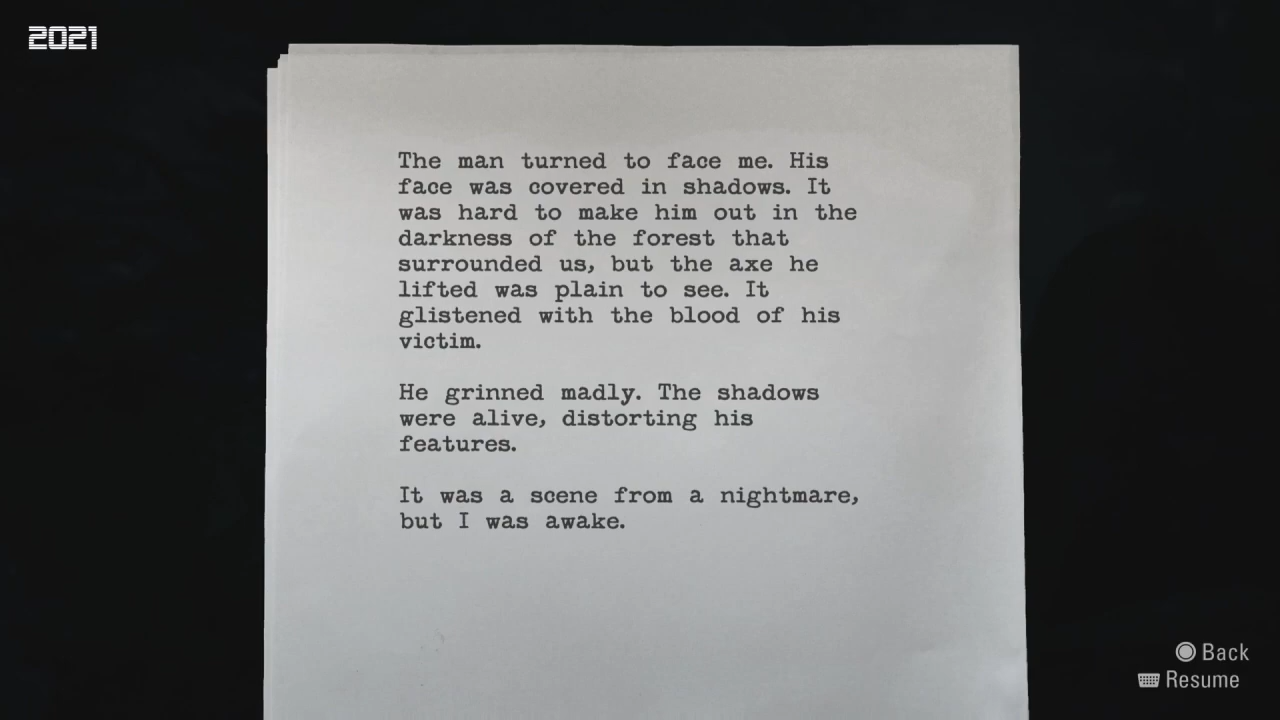 2021
The man turned to face me. His
face was covered in shadows. It
was hard to make him out in the
darkness of the forest that
surrounded us, but the axe he
lifted was plain to see. It
glistened with the blood of his
victim.
He grinned madly. The shadows
were alive, distorting his
features.
It was a scene from a nightmare,
but I was awake.
Back
Resume